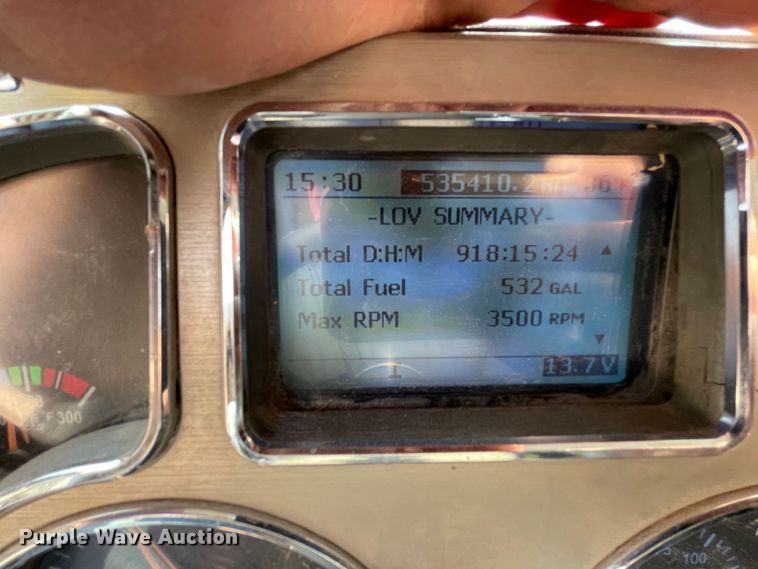 15:30 535410.2
-LOV SUMMARY-
Total D:H:M 918:15:24
Total Fuel 532 GAL
Max RPM 3500 RPM
13.7V
°F 300
100
Purple Wave Auction